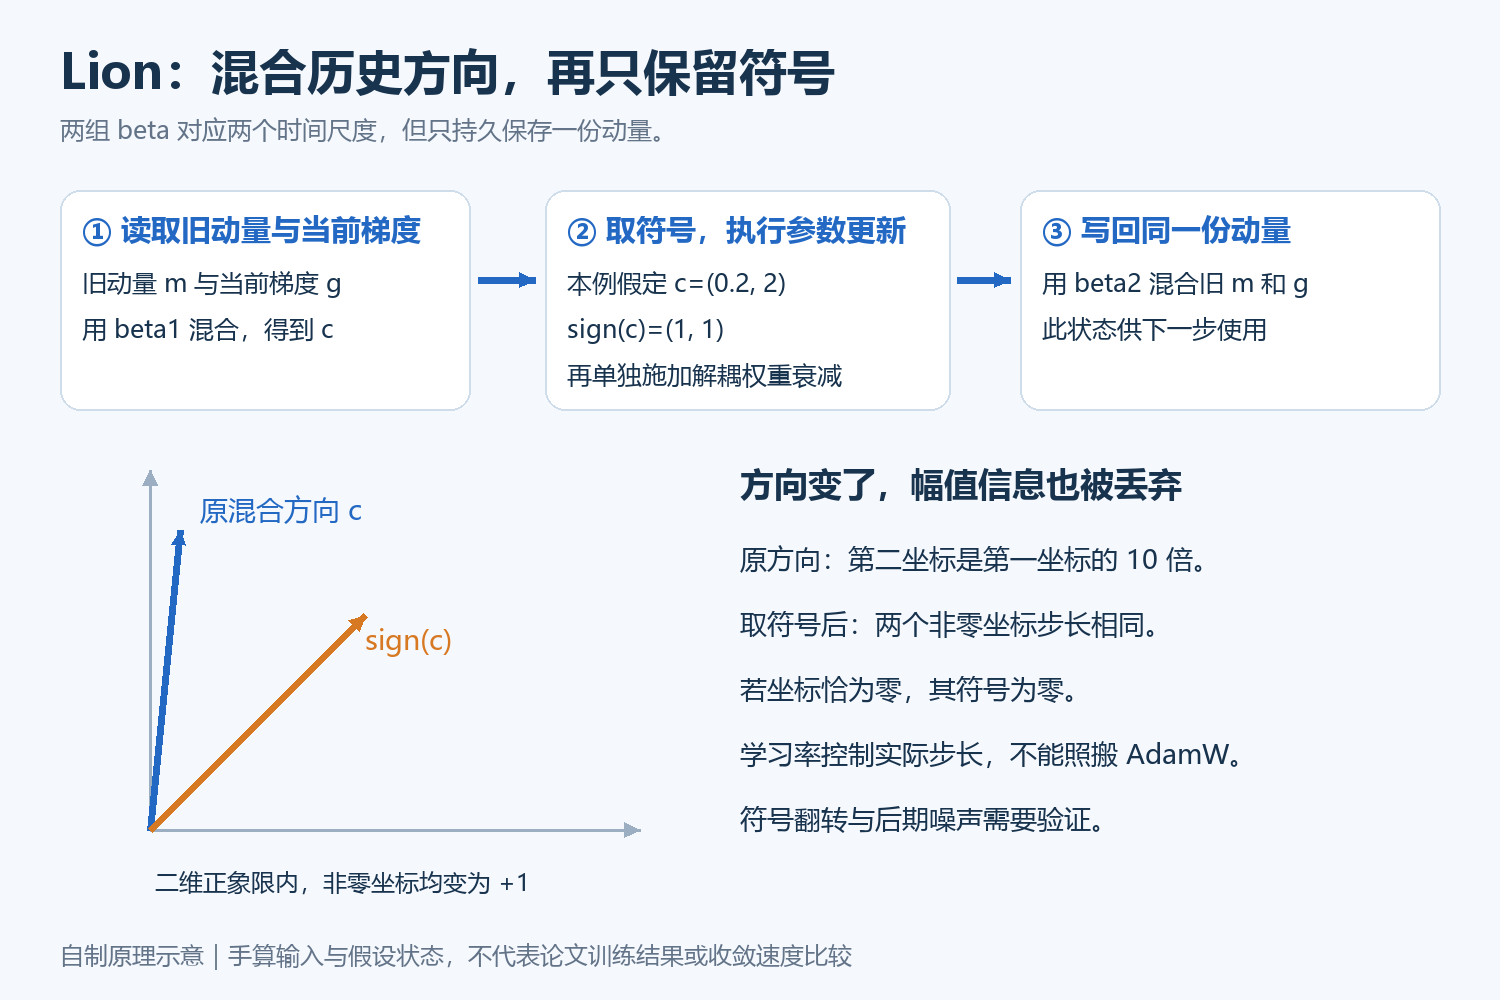 Lion：混合历史方向，再只保留符号
两组 beta 对应两个时间尺度，但只持久保存一份动量。
① 读取旧动量与当前梯度
旧动量 m 与当前梯度 g
用 beta1 混合，得到 c
② 取符号，执行参数更新
本例假定 c=(0.2, 2)
sign(c)=(1, 1)
再单独施加解耦权重衰减
③ 写回同一份动量
用 beta2 混合旧 m 和 g
此状态供下一步使用
原混合方向 c
sign(c)
二维正象限内，非零坐标均变为 +1
方向变了，幅值信息也被丢弃
原方向：第二坐标是第一坐标的 10 倍。
取符号后：两个非零坐标步长相同。
若坐标恰为零，其符号为零。
学习率控制实际步长，不能照搬 AdamW。
符号翻转与后期噪声需要验证。
自制原理示意｜手算输入与假设状态，不代表论文训练结果或收敛速度比较